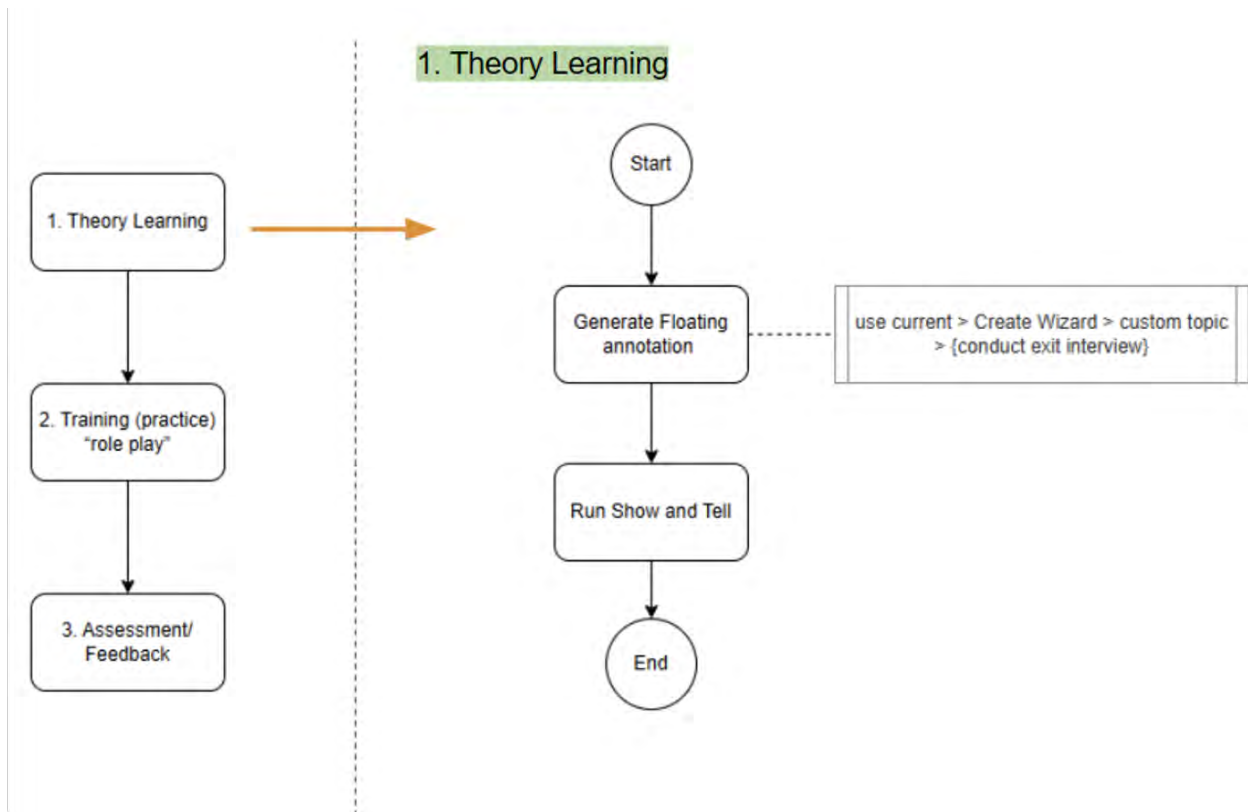 1. Theory Learning
Start
1. Theory Learning
Generate Floating
annotation
use current > Create Wizard > custom topic
> {conduct exit interview}
2. Training (practice)
“role play”
Run Show and Tell
3. Assessment/
Feedback
End